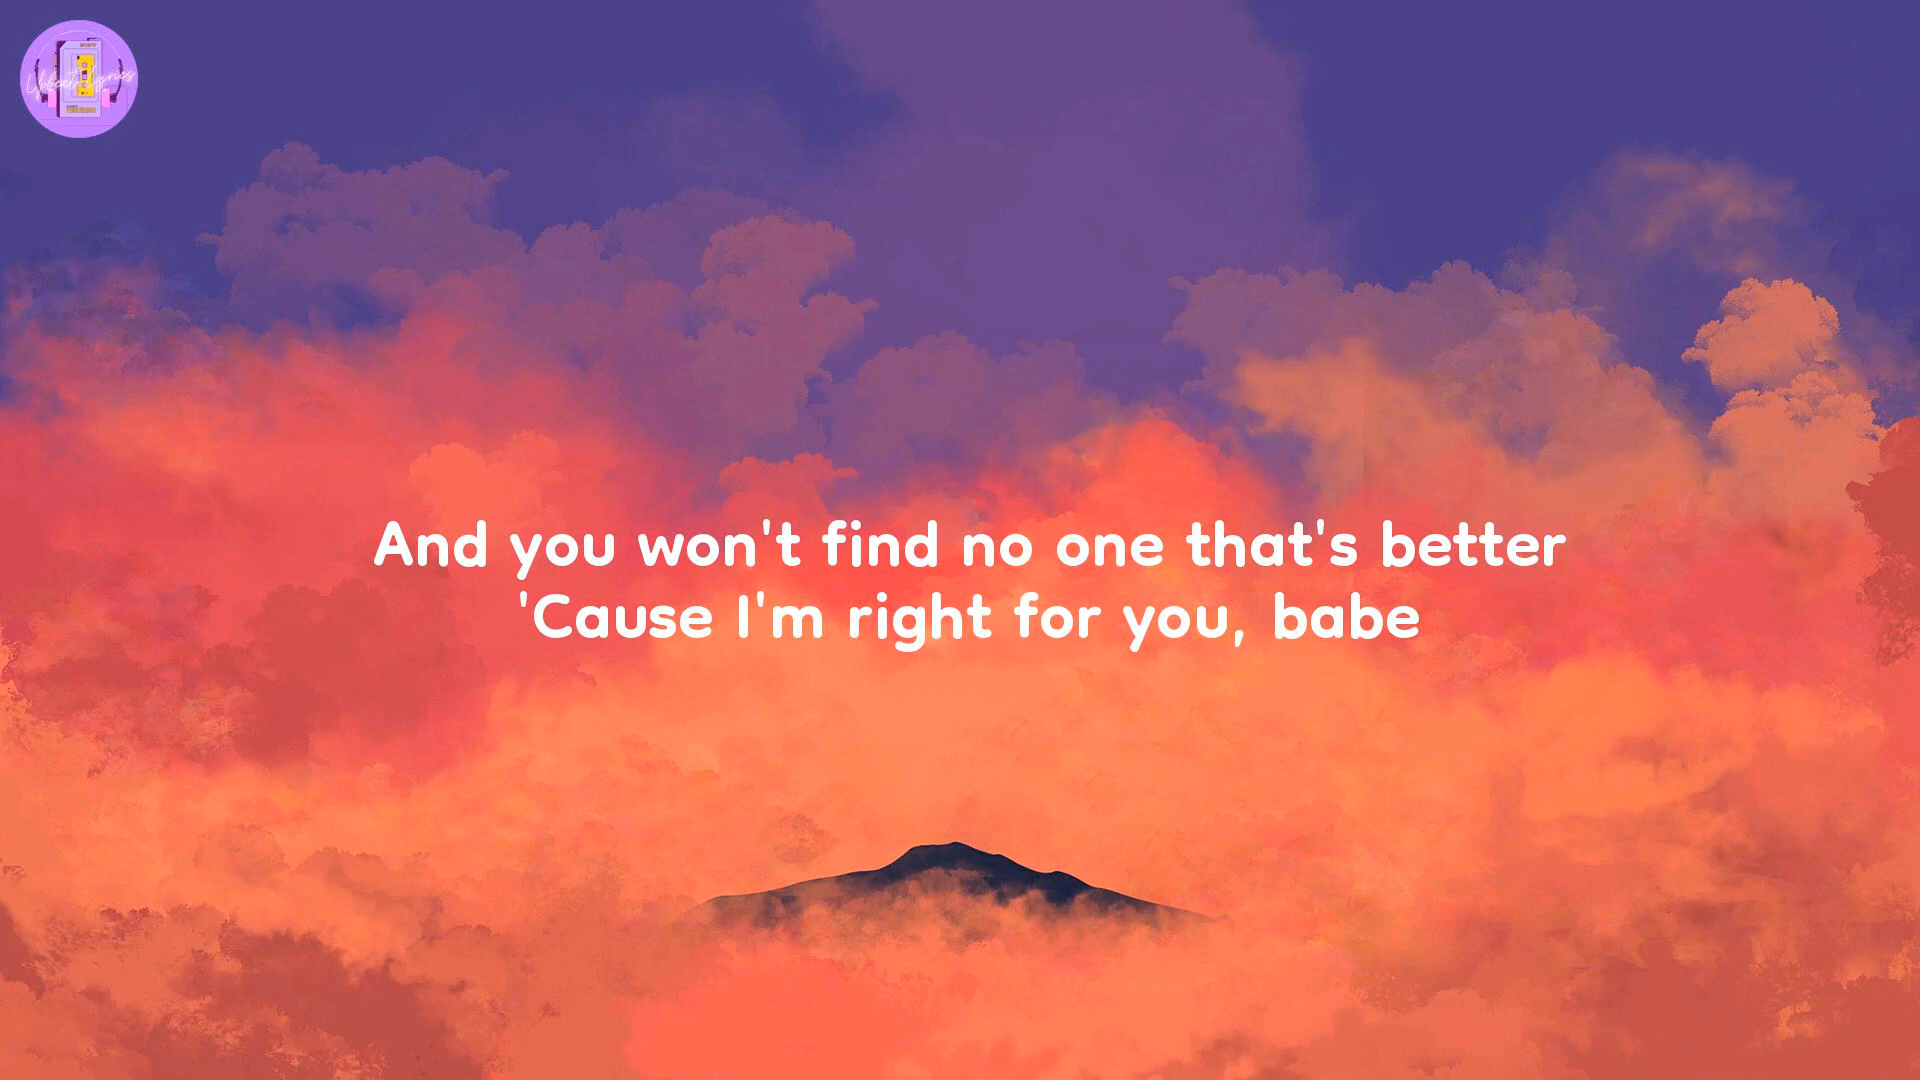 And you won't find no one that's better
'Cause I'm right for you, babe